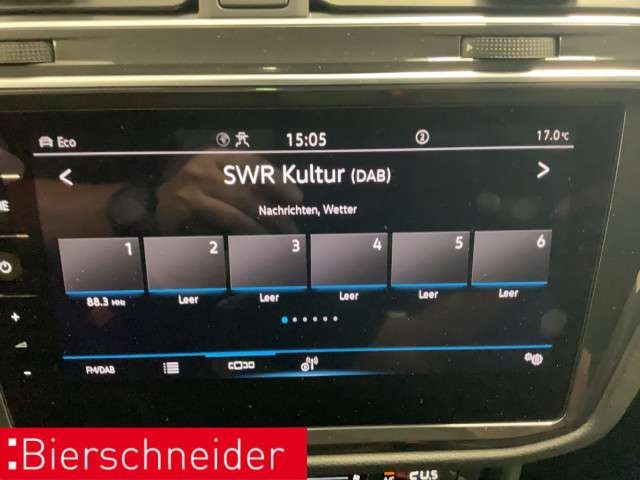 Eco 15:05 2 17.0°C
SWR Kultur (DAB)
Nachrichten, Wetter
1 2 3 4 5 6
88.3 MHz Leer Leer Leer Leer Leer
FM/DAB
Bierschneider